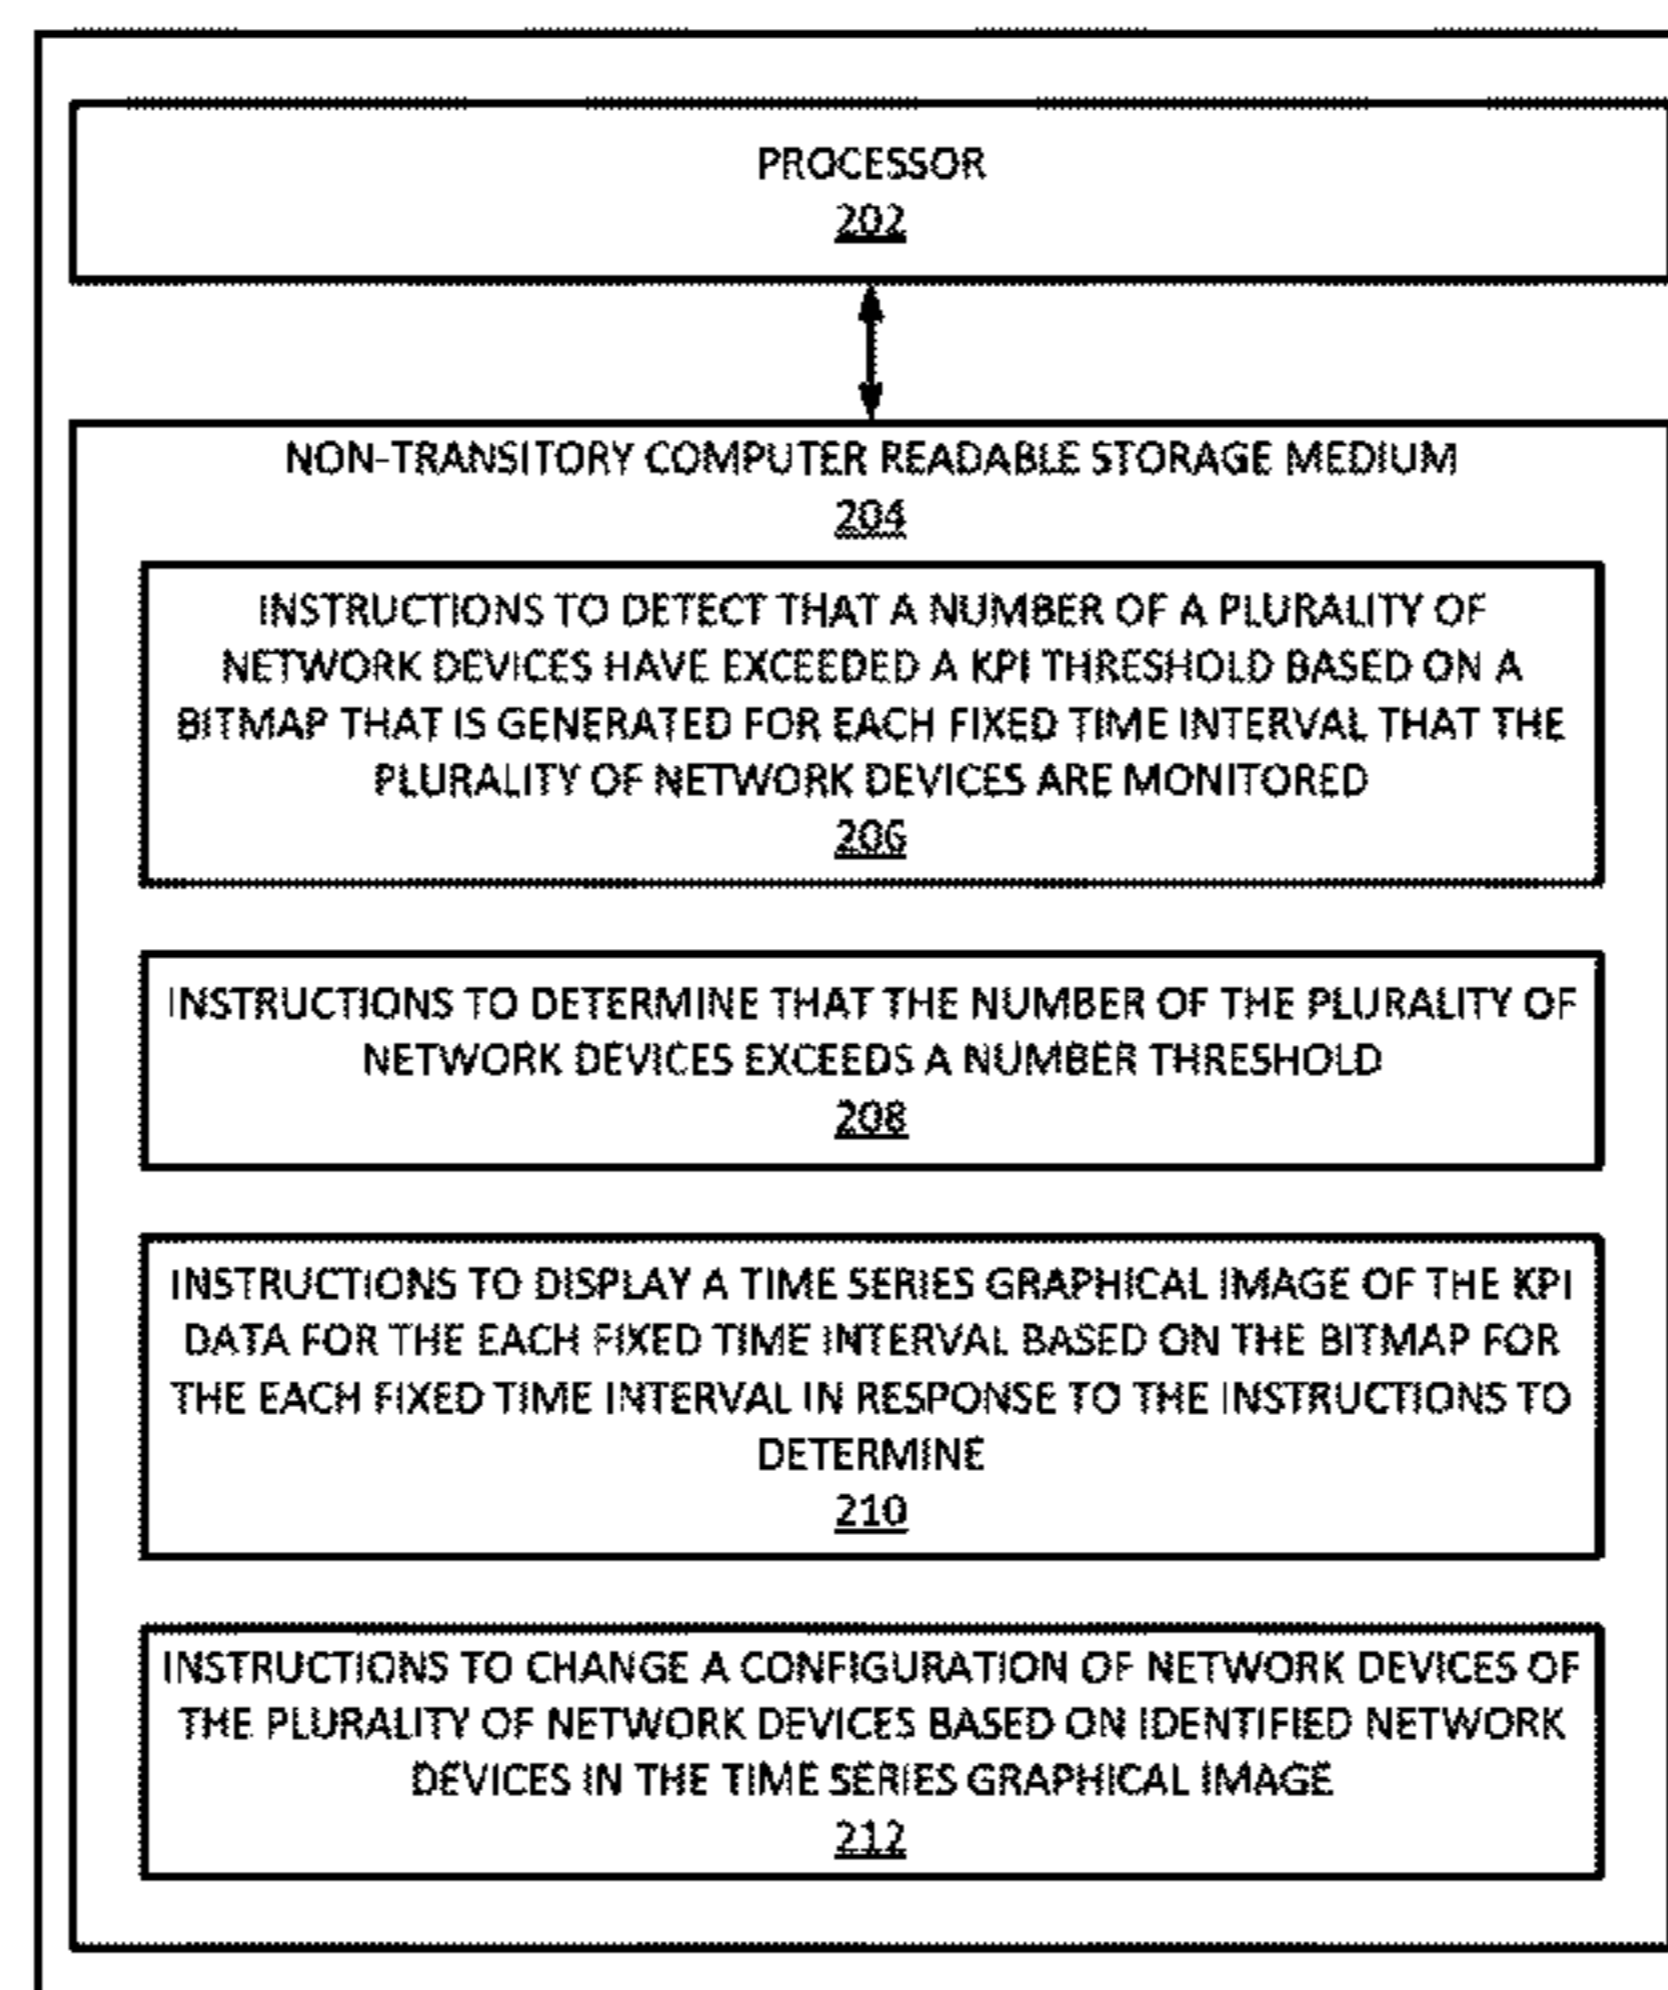 PROCESSOR
202
NON-TRANSITORY COMPUTER READABLE STORAGE MEDIUM
204
INSTRUCTIONS TO DETECT THAT A NUMBER OF A PLURALITY OF
NETWORK DEVICES HAVE EXCEEDED A KPI THRESHOLD BASED ON A
BITMAP THAT IS GENERATED FOR EACH FIXED TIME INTERVAL THAT THE
PLURALITY OF NETWORK DEVICES ARE MONITORED
206
INSTRUCTIONS TO DETERMINE THAT THE NUMBER OF THE PLURALITY OF
NETWORK DEVICES EXCEEDS A NUMBER THRESHOLD
208
INSTRUCTIONS TO DISPLAY A TIME SERIES GRAPHICAL IMAGE OF THE KPI
DATA FOR THE EACH FIXED TIME INTERVAL BASED ON THE BITMAP FOR
THE EACH FIXED TIME INTERVAL IN RESPONSE TO THE INSTRUCTIONS TO
DETERMINE
210
INSTRUCTIONS TO CHANGE A CONFIGURATION OF NETWORK DEVICES OF
THE PLURALITY OF NETWORK DEVICES BASED ON IDENTIFIED NETWORK
DEVICES IN THE TIME SERIES GRAPHICAL IMAGE
212